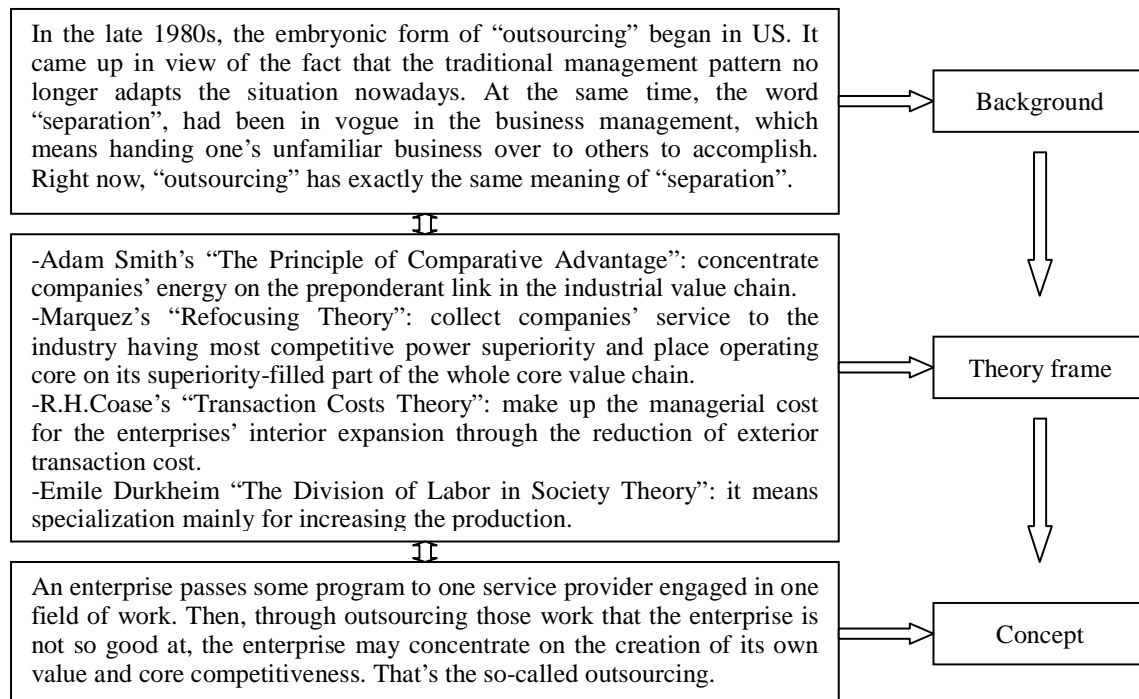 In the late 1980s, the embryonic form of “outsourcing” began in US. It
came up in view of the fact that the traditional management pattern no
longer adapts the situation nowadays. At the same time, the word
“separation”, had been in vogue in the business management, which
means handing one’s unfamiliar business over to others to accomplish.
Right now, “outsourcing” has exactly the same meaning of “separation”.
Background
-Adam Smith’s “The Principle of Comparative Advantage”: concentrate
companies’ energy on the preponderant link in the industrial value chain.
-Marquez’s “Refocusing Theory”: collect companies’ service to the
industry having most competitive power superiority and place operating
core on its superiority-filled part of the whole core value chain.
-R.H.Coase’s “Transaction Costs Theory”: make up the managerial cost
for the enterprises’ interior expansion through the reduction of exterior
transaction cost.
-Emile Durkheim “The Division of Labor in Society Theory”: it means
specialization mainly for increasing the production.
Theory frame
An enterprise passes some program to one service provider engaged in one
field of work. Then, through outsourcing those work that the enterprise is
not so good at, the enterprise may concentrate on the creation of its own
value and core competitiveness. That’s the so-called outsourcing.
Concept